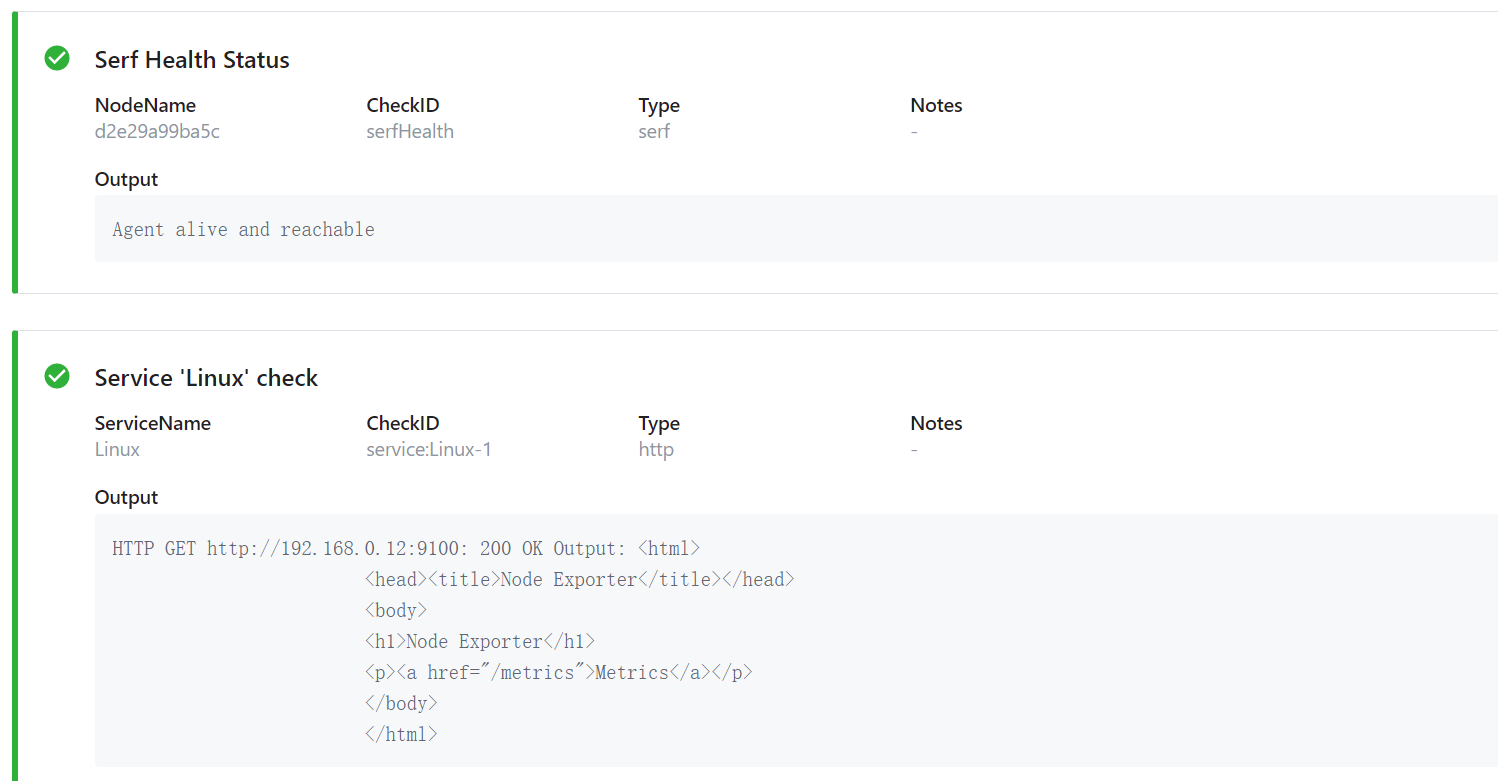 Serf Health Status
NodeName CheckID Type Notes
d2e29a99ba5c serfHealth serf -
Output
Agent alive and reachable
Service 'Linux' check
ServiceName CheckID Type Notes
Linux service:Linux-1 http -
Output
HTTP GET http://192.168.0.12:9100: 200 OK Output: <html>
<head><title>Node Exporter</title></head>
<body>
<h1>Node Exporter</h1>
<p><a href="/metrics">Metrics</a></p>
</body>
</html>